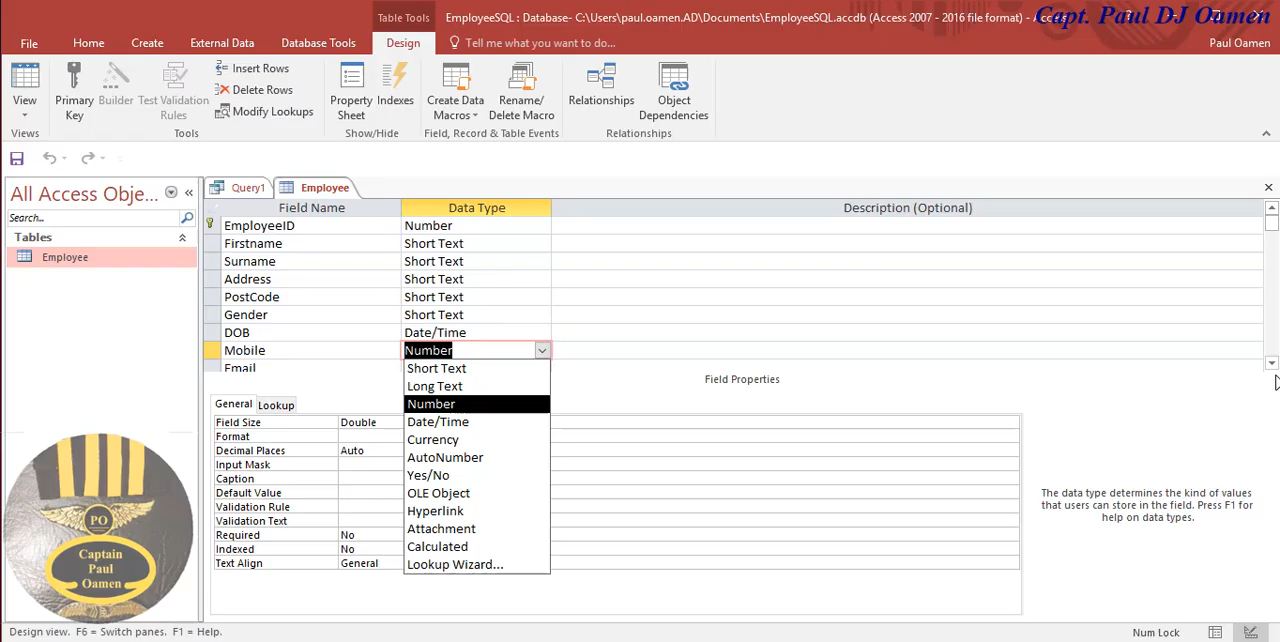 Table Tools
EmployeeSQL : Database- C:\Users\paul.oamen.AD\Documents\EmployeeSQL.accdb (Access 2007 - 2016 file format) -
Capt. Paul DJ Oamen
File Home Create External Data Database Tools Design Tell me what you want to do... Paul Oamen
View
Primary Key
Builder
Test Validation Rules
Insert Rows
Delete Rows
Modify Lookups
Property Sheet
Indexes
Create Data Macros
Rename/ Delete Macro
Relationships
Object Dependencies
Views Tools Show/Hide Field, Record & Table Events Relationships
All Access Obje...
Search...
Tables
Employee
Query1 Employee
Field Name Data Type Description (Optional)
EmployeeID Number
Firstname Short Text
Surname Short Text
Address Short Text
PostCode Short Text
Gender Short Text
DOB Date/Time
Mobile Number
Email
Short Text
Long Text
Number
Date/Time
Currency
AutoNumber
Yes/No
OLE Object
Hyperlink
Attachment
Calculated
Lookup Wizard...
Field Properties
General Lookup
Field Size Double
Format
Decimal Places Auto
Input Mask
Caption
Default Value
Validation Rule
Validation Text
Required No
Indexed No
Text Align General
The data type determines the kind of values
that users can store in the field. Press F1 for
help on data types.
PO
Captain
Paul
Oamen
Design view. F6 = Switch panes. F1 = Help. Num Lock